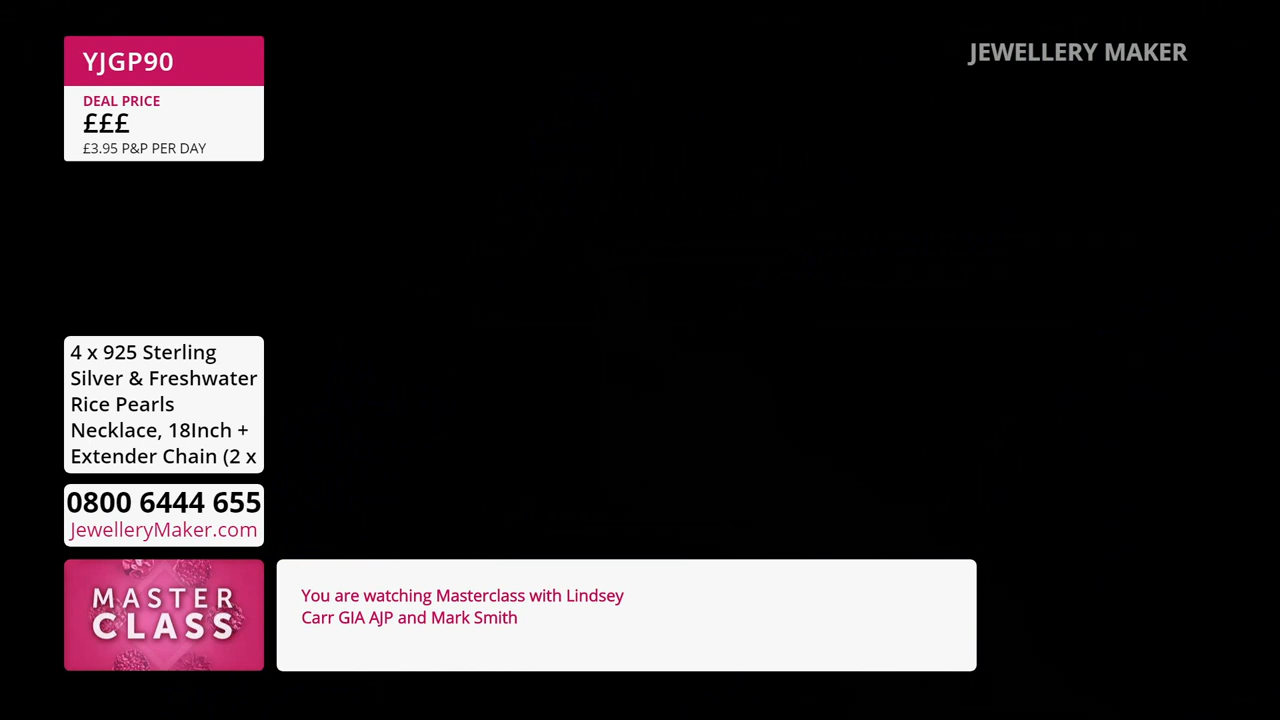 YJGP90
DEAL PRICE
£££
£3.95 P&P PER DAY
JEWELLERY MAKER
4 x 925 Sterling
Silver & Freshwater
Rice Pearls
Necklace, 18Inch +
Extender Chain (2 x
0800 6444 655
JewelleryMaker.com
MASTER
CLASS
You are watching Masterclass with Lindsey
Carr GIA AJP and Mark Smith